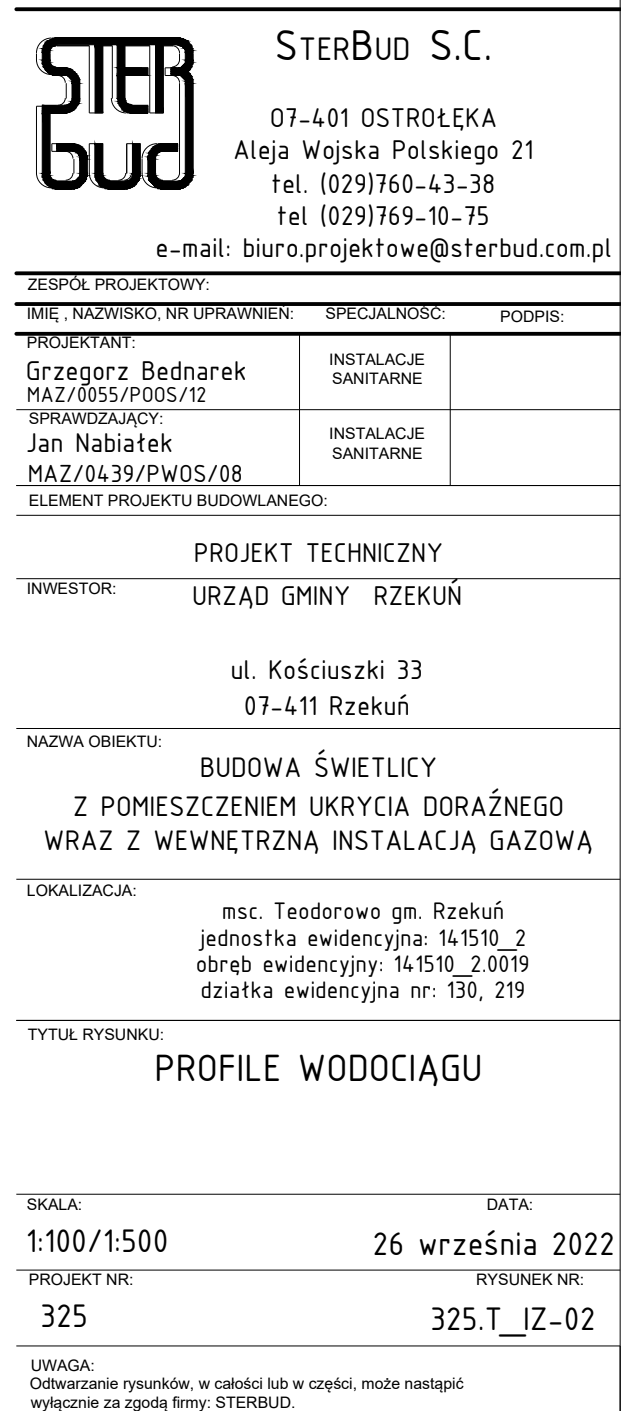 STER
bud
STERBUD S.C.
07-401 OSTROŁĘKA
Aleja Wojska Polskiego 21
tel. (029)760-43-38
tel (029)769-10-75
e-mail: biuro.projektowe@sterbud.com.pl
ZESPÓŁ PROJEKTOWY:
IMIĘ , NAZWISKO, NR UPRAWNIEŃ: SPECJALNOŚĆ: PODPIS:
PROJEKTANT:
Grzegorz Bednarek
MAZ/0055/POOS/12
INSTALACJE
SANITARNE
SPRAWDZAJĄCY:
Jan Nabiałek
MAZ/0439/PWOS/08
INSTALACJE
SANITARNE
ELEMENT PROJEKTU BUDOWLANEGO:
PROJEKT TECHNICZNY
INWESTOR: URZĄD GMINY RZEKUŃ
ul. Kościuszki 33
07-411 Rzekuń
NAZWA OBIEKTU:
BUDOWA ŚWIETLICY
Z POMIESZCZENIEM UKRYCIA DORAŹNEGO
WRAZ Z WEWNĘTRZNĄ INSTALACJĄ GAZOWĄ
LOKALIZACJA:
msc. Teodorowo gm. Rzekuń
jednostka ewidencyjna: 141510_2
obręb ewidencyjny: 141510_2.0019
działka ewidencyjna nr: 130, 219
TYTUŁ RYSUNKU:
PROFILE WODOCIĄGU
SKALA: DATA:
1:100/1:500 26 września 2022
PROJEKT NR: RYSUNEK NR:
325 325.T_IZ-02
UWAGA:
Odtwarzanie rysunków, w całości lub w części, może nastąpić
wyłącznie za zgodą firmy: STERBUD.